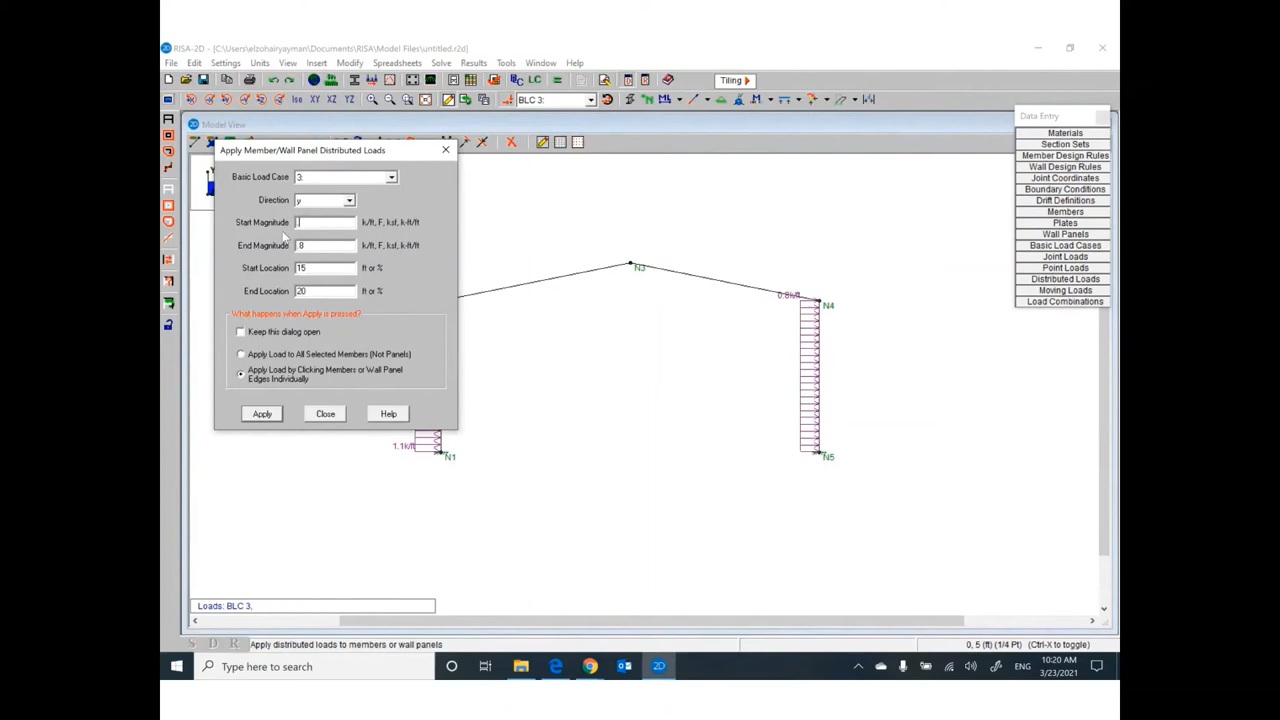 RISA-2D - [C:\Users\elzohairyayman\Documents\RISA\Model Files\untitled.r2d]
File Edit Settings Units View Insert Modify Spreadsheets Solve Results Tools Window Help
Tiling
Iso XY XZ YZ
BLC 3:
Model View
Data Entry
Materials
Section Sets
Member Design Rules
Wall Design Rules
Joint Coordinates
Boundary Conditions
Drift Definitions
Members
Plates
Wall Panels
Basic Load Cases
Joint Loads
Point Loads
Distributed Loads
Moving Loads
Load Combinations
Apply Member/Wall Panel Distributed Loads
Basic Load Case 3:
Direction y
Start Magnitude . k/ft, F, ksf, k-ft/ft
End Magnitude .8 k/ft, F, ksf, k-ft/ft
Start Location 15 ft or %
End Location 20 ft or %
What happens when Apply is pressed?
Keep this dialog open
Apply Load to All Selected Members (Not Panels)
Apply Load by Clicking Members or Wall Panel
Edges Individually
Apply Close Help
N3
0.8k/ft
N4
1.1k/ft
N1
N5
Loads: BLC 3,
Apply distributed loads to members or wall panels
S D R
0, 5 (ft) (1/4 Pt) (Ctrl-X to toggle)
Type here to search
2D
ENG
10:20 AM
3/23/2021